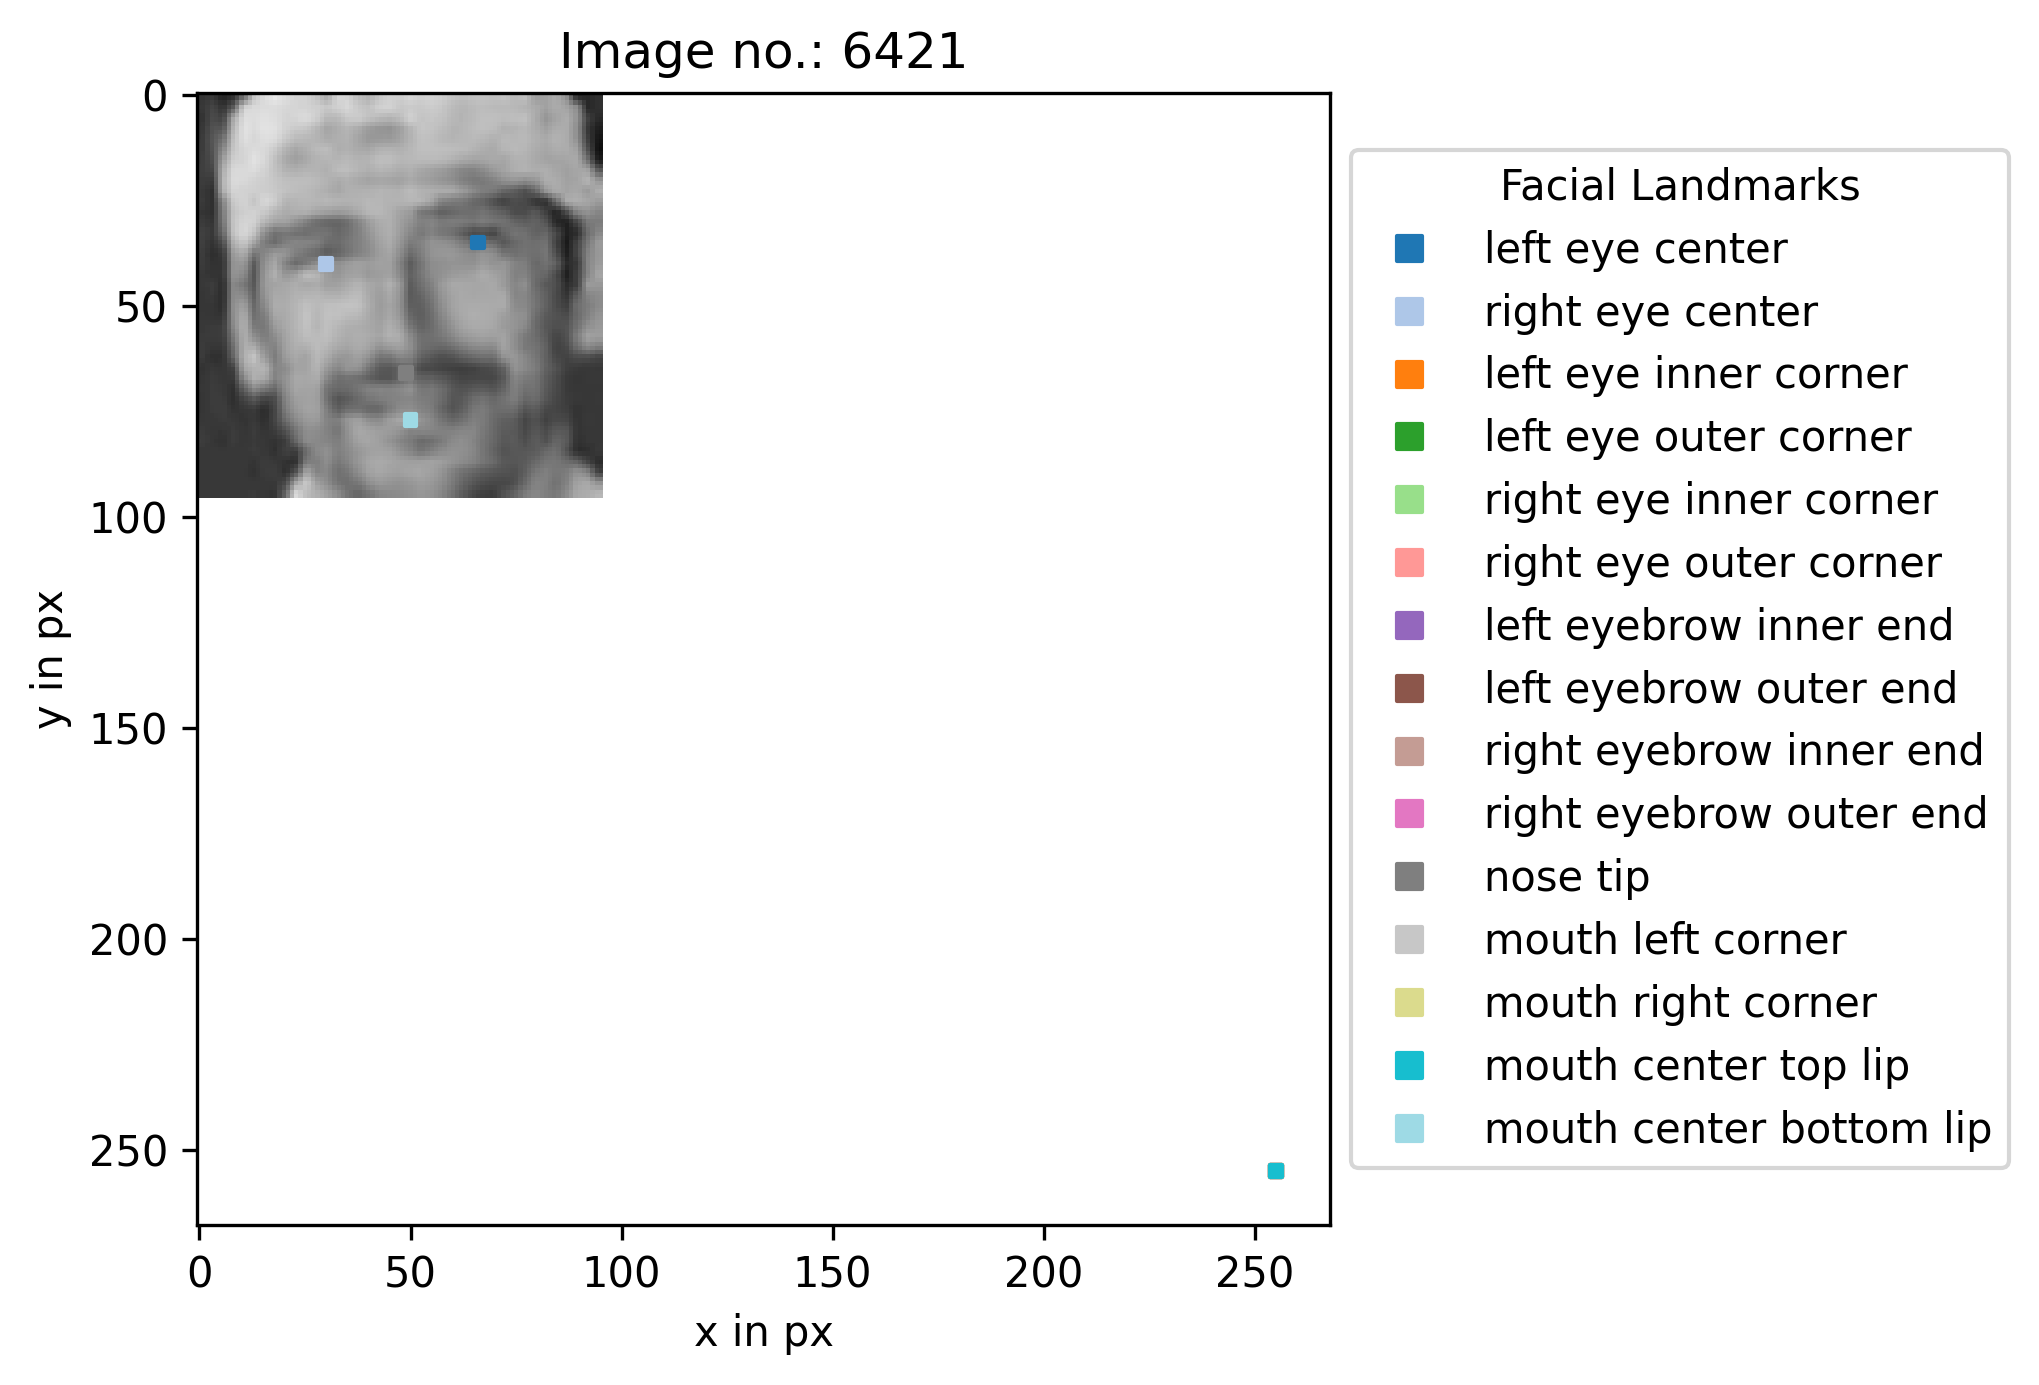 Image no.: 6421
0
50
100
150
200
250
y in px
0 50 100 150 200 250
x in px
Facial Landmarks
left eye center
right eye center
left eye inner corner
left eye outer corner
right eye inner corner
right eye outer corner
left eyebrow inner end
left eyebrow outer end
right eyebrow inner end
right eyebrow outer end
nose tip
mouth left corner
mouth right corner
mouth center top lip
mouth center bottom lip